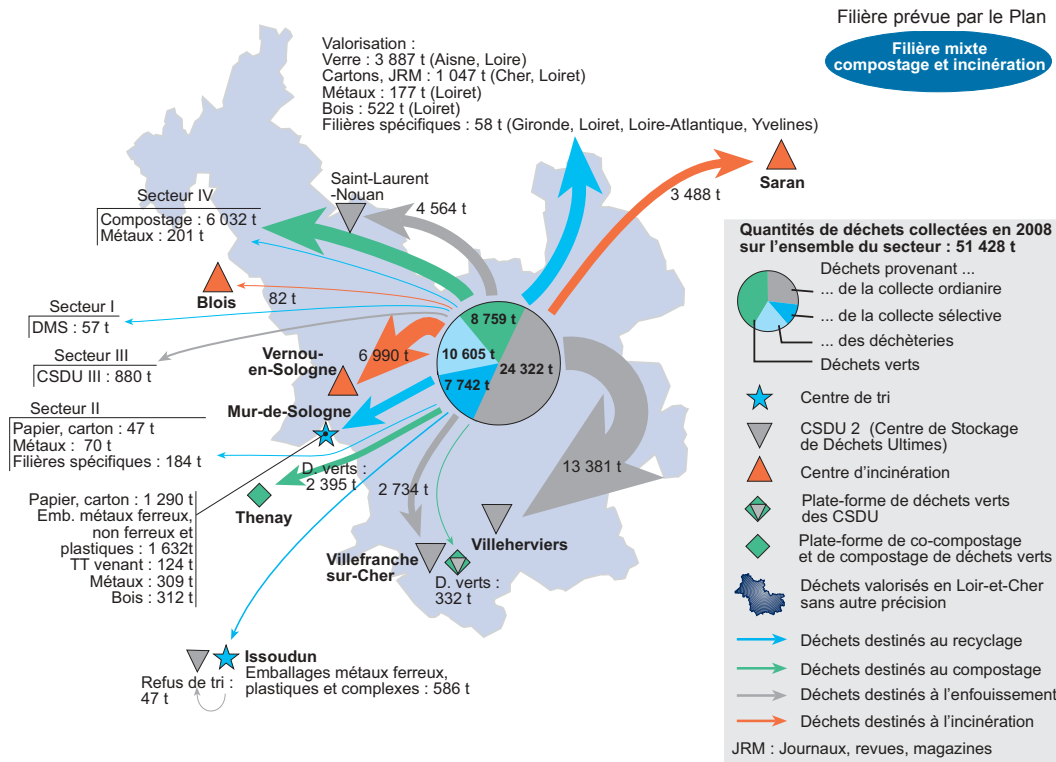 Filière prévue par le Plan
Filière mixte
compostage et incinération
Valorisation :
Verre : 3 887 t (Aisne, Loire)
Cartons, JRM : 1 047 t (Cher, Loiret)
Métaux : 177 t (Loiret)
Bois : 522 t (Loiret)
Filières spécifiques : 58 t (Gironde, Loiret, Loire-Atlantique, Yvelines)
Saran
3 488 t
Saint-Laurent
-Nouan
4 564 t
Secteur IV
Compostage : 6 032 t
Métaux : 201 t
Blois
82 t
Secteur I
DMS : 57 t
Secteur III
CSDU III : 880 t
Vernou-
en-Sologne
6 990 t
8 759 t
10 605 t
24 322 t
7 742 t
Mur-de-Sologne
Secteur II
Papier, carton : 47 t
Métaux : 70 t
Filières spécifiques : 184 t
D. verts :
2 395 t
Thenay
2 734 t
13 381 t
Papier, carton : 1 290 t
Emb. métaux ferreux,
non ferreux et
plastiques : 1 632t
TT venant : 124 t
Métaux : 309 t
Bois : 312 t
Villeherviers
Villefranche
sur-Cher
D. verts :
332 t
Issoudun
Emballages métaux ferreux,
plastiques et complexes : 586 t
Refus de tri :
47 t
Quantités de déchets collectées en 2008
sur l'ensemble du secteur : 51 428 t
Déchets provenant ...
... de la collecte ordianire
... de la collecte sélective
... des déchèteries
Déchets verts
Centre de tri
CSDU 2 (Centre de Stockage
de Déchets Ultimes)
Centre d'incinération
Plate-forme de déchets verts
des CSDU
Plate-forme de co-compostage
et de compostage de déchets verts
Déchets valorisés en Loir-et-Cher
sans autre précision
Déchets destinés au recyclage
Déchets destinés au compostage
Déchets destinés à l'enfouissement
Déchets destinés à l'incinération
JRM : Journaux, revues, magazines